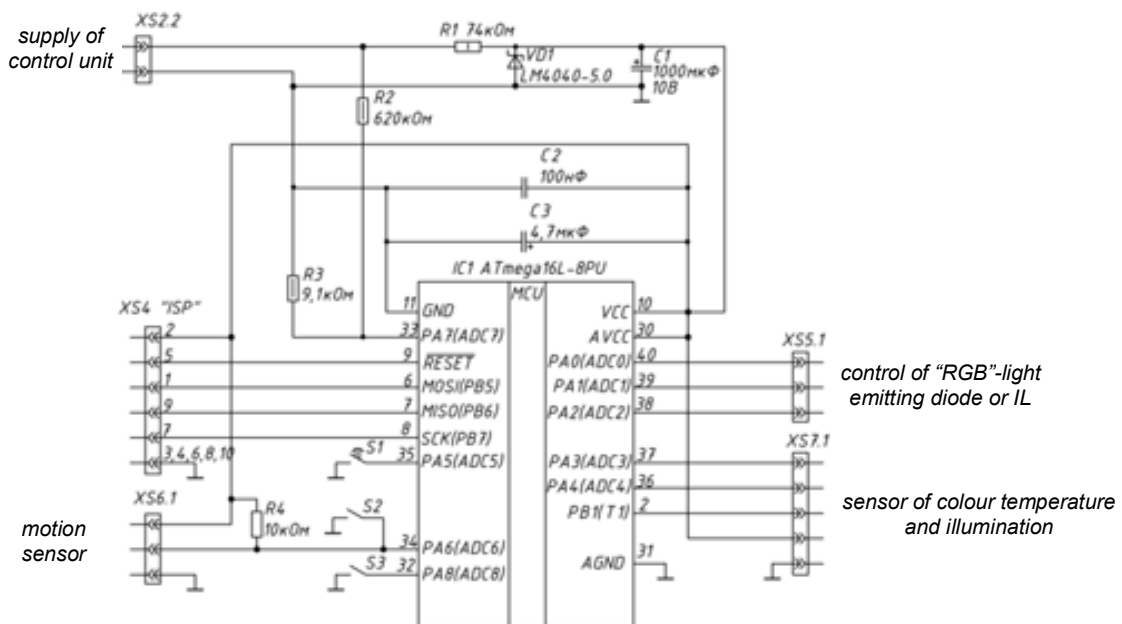 XS2.2
supply of
control unit
R1 74кОм
VD1
LM4040-5.0
C1
1000мкФ
10В
R2
620кОм
C2
100нФ
C3
4,7мкФ
IC1 ATmega16L-8PU
MCU
R3
9,1кОм
XS4 "ISP"
2
5
1
9
7
3,4,6,8,10
11 GND
33 PA7(ADC7)
9 RESET
6 MOSI(PB5)
7 MISO(PB6)
8 SCK(PB7)
S1
35 PA5(ADC5)
S2
34 PA6(ADC6)
S3
32 PA8(ADC8)
R4
10кОм
XS6.1
motion
sensor
VCC 10
AVCC 30
PA0(ADC0) 40
PA1(ADC1) 39
PA2(ADC2) 38
PA3(ADC3) 37
PA4(ADC4) 36
PB1(T1) 2
AGND 31
XS5.1
control of “RGB”-light
emitting diode or IL
XS7.1
sensor of colour temperature
and illumination